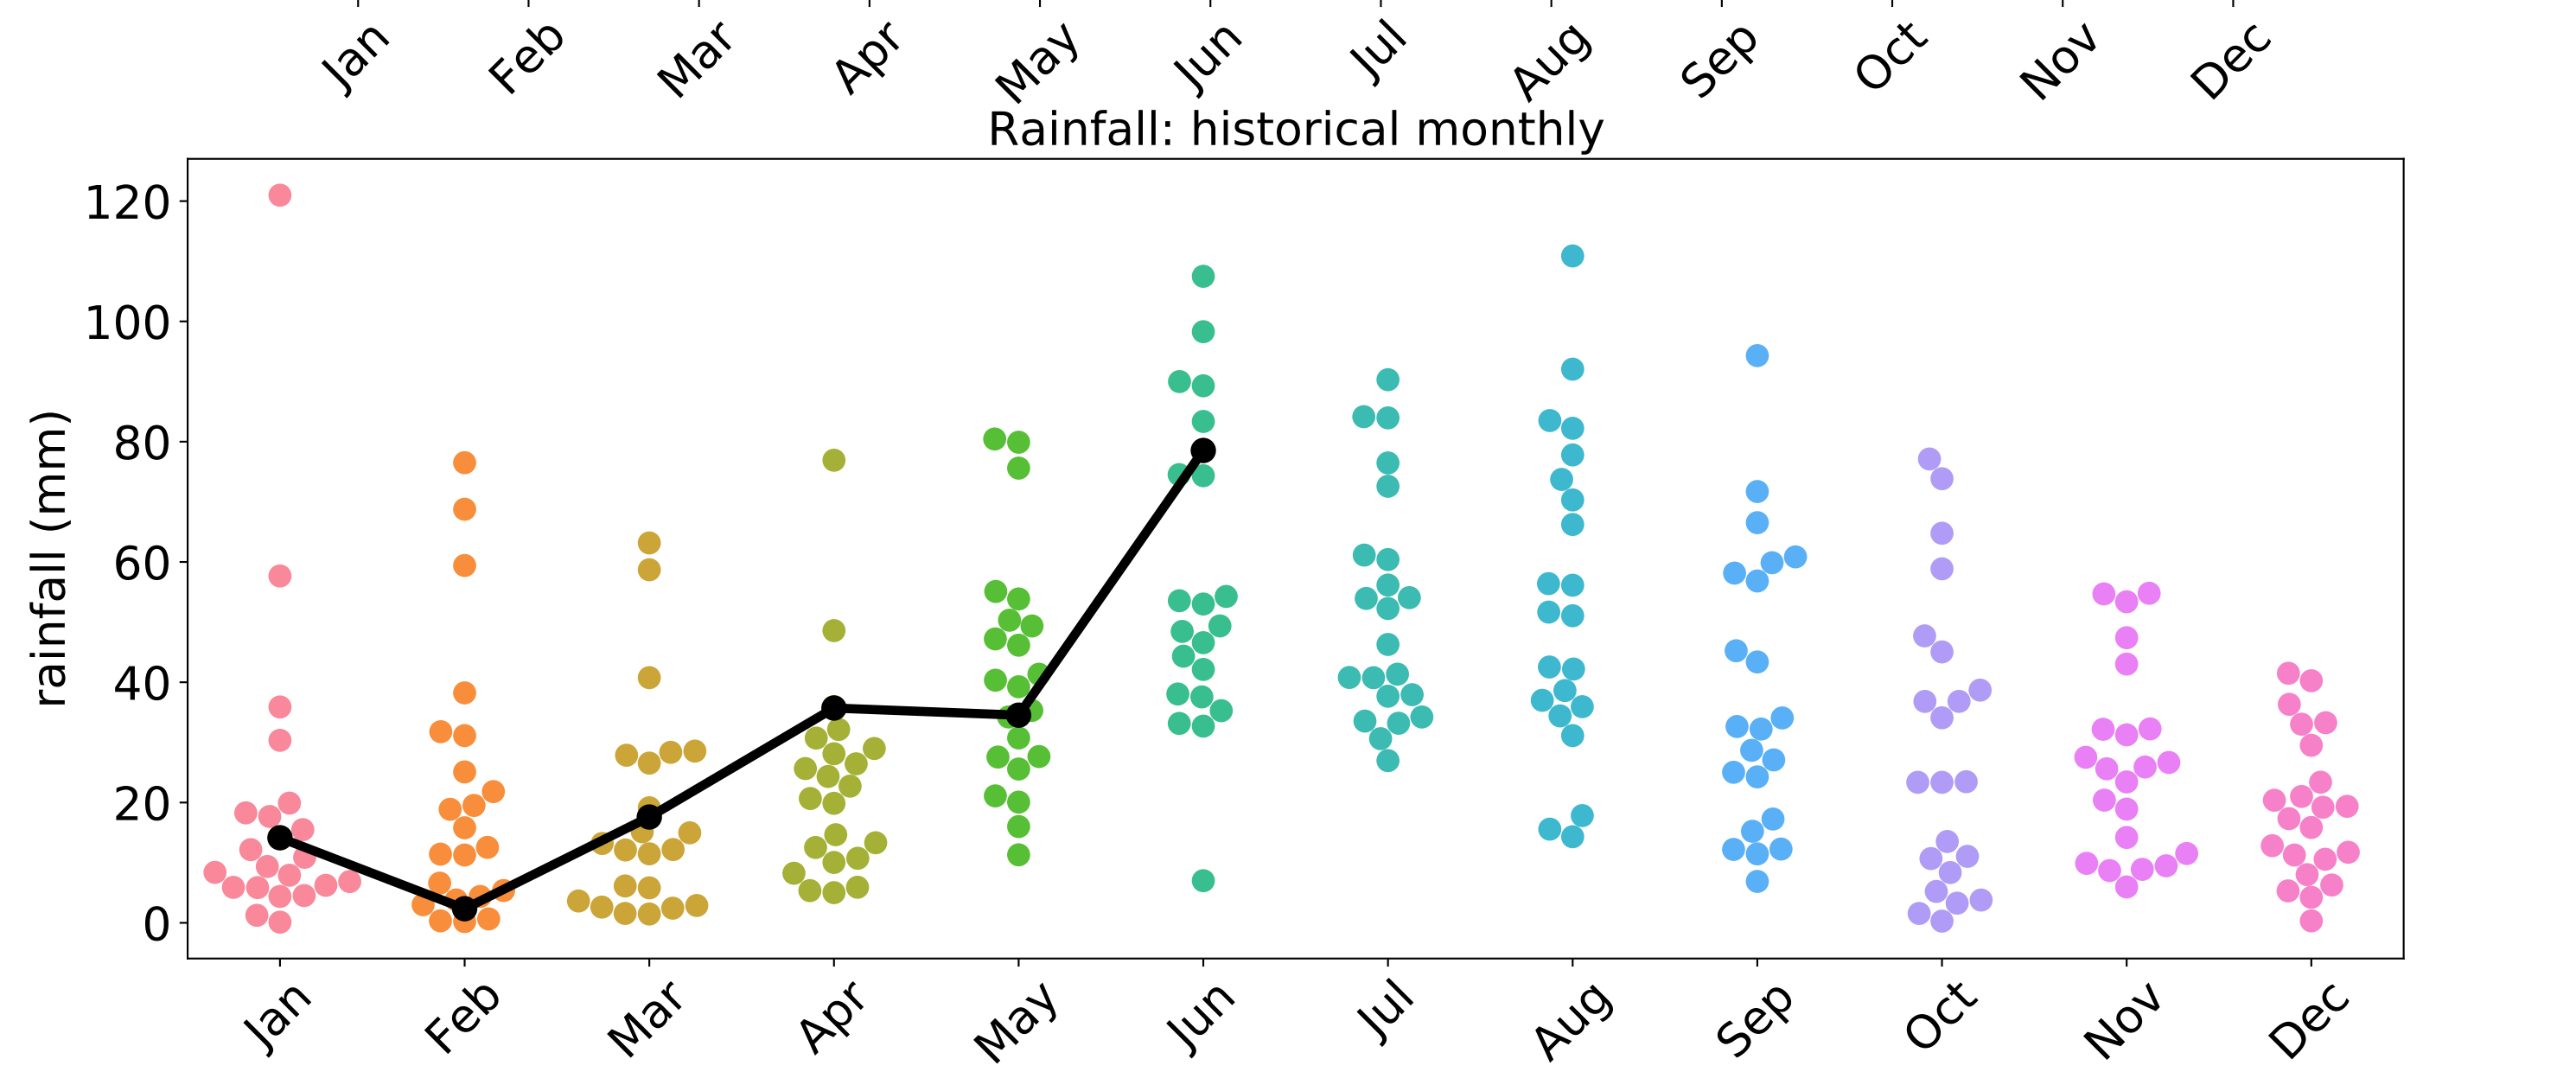 Jan Feb Mar Apr May Jun Jul Aug Sep Oct Nov Dec
Rainfall: historical monthly
rainfall (mm)
120
100
80
60
40
20
0
Jan Feb Mar Apr May Jun Jul Aug Sep Oct Nov Dec